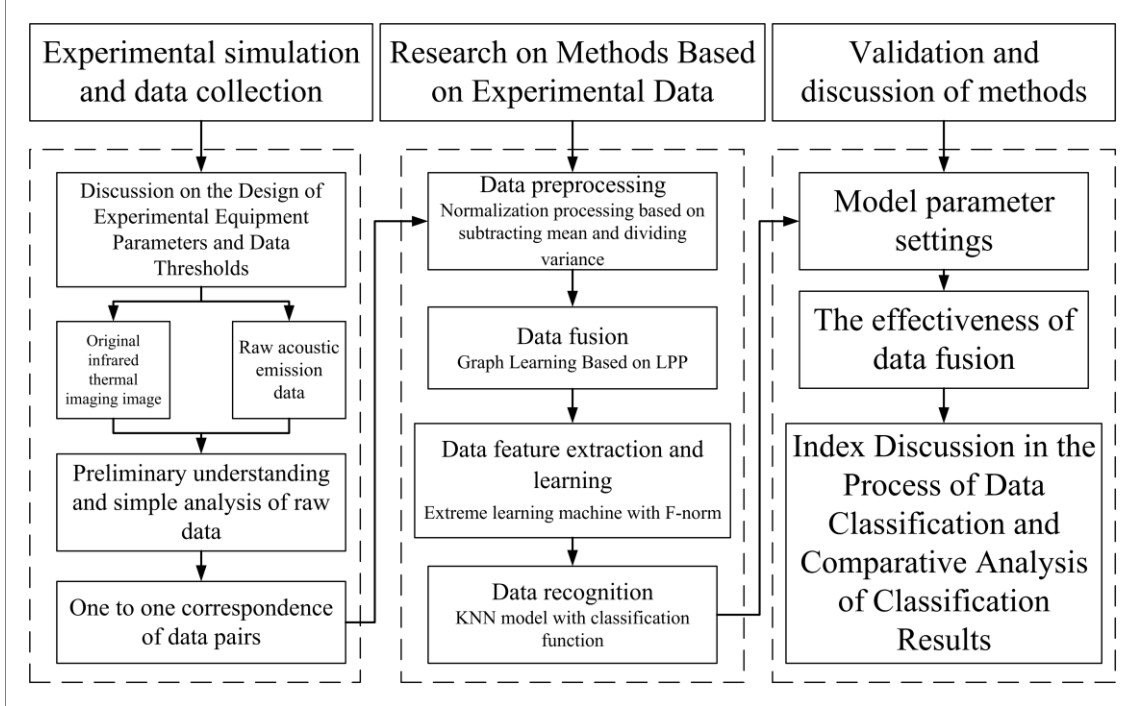 Experimental simulation
and data collection
Discussion on the Design of
Experimental Equipment
Parameters and Data
Thresholds
Original
infrared
thermal
imaging image
Raw acoustic
emission
data
Preliminary understanding
and simple analysis of raw
data
One to one correspondence
of data pairs
Research on Methods Based
on Experimental Data
Data preprocessing
Normalization processing based on
subtracting mean and dividing
variance
Data fusion
Graph Learning Based on LPP
Data feature extraction and
learning
Extreme learning machine with F-norm
Data recognition
KNN model with classification
function
Validation and
discussion of methods
Model parameter
settings
The effectiveness of
data fusion
Index Discussion in the
Process of Data
Classification and
Comparative Analysis
of Classification
Results